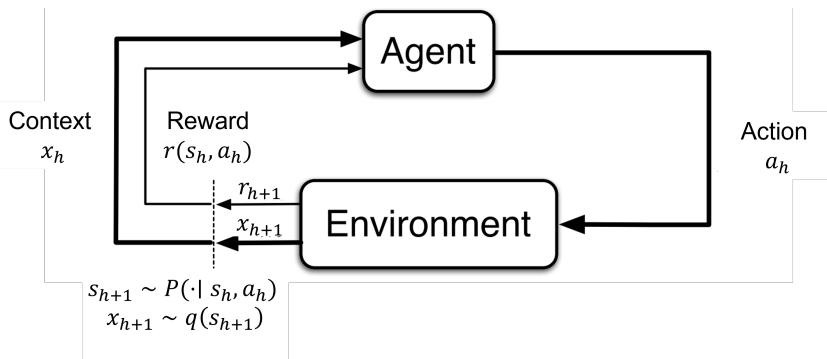 Agent
Context
x_h
Reward
r(s_h, a_h)
Action
a_h
r_{h+1}
x_{h+1}
Environment
s_{h+1} ~ P(·| s_h, a_h)
x_{h+1} ~ q(s_{h+1})